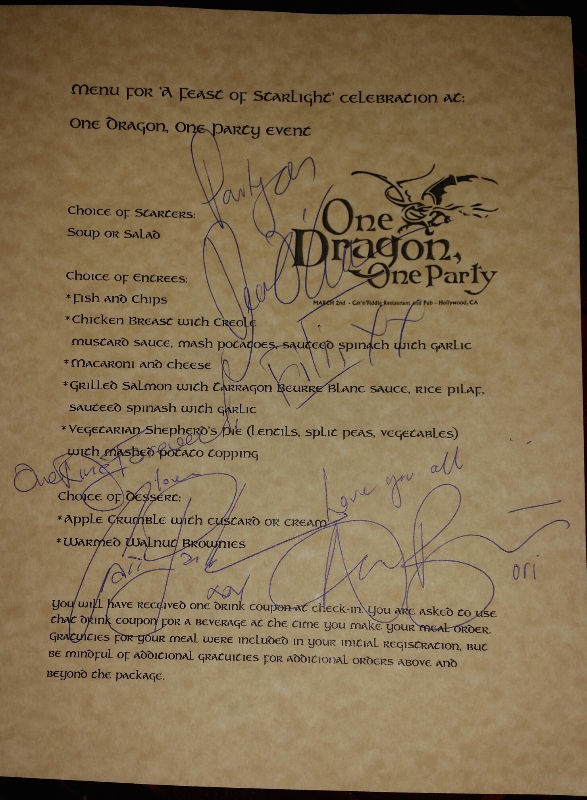 Menu for 'A Feast of Starlight' celebration at:
One Dragon, One Party event
Party on
One
Dragon,
One Party
MARCH 2nd - Cat'n'Fiddle Restaurant and Pub - Hollywood, CA
Choice of Starters:
Soup or Salad
Choice of Entrees:
*Fish and Chips
*Chicken Breast with Creole
mustard sauce, mash potatoes, sauteed spinach with garlic
*Macaroni and cheese
*Grilled Salmon with Tarragon Beurre Blanc sauce, rice pilaf,
sauteed spinash with garlic
*Vegetarian Shepherd's Pie (lentils, split peas, vegetables)
with mashed potato topping
Fili xx
One Ring Forever
Love you all
Choice of Dessert:
*Apple Crumble with custard or cream
*Warmed Walnut Brownies
ori
You will have received one drink coupon at check-in. You are asked to use
that drink coupon for a beverage at the time you make your meal order.
Gratuities for your meal were included in your initial registration, but
be mindful of additional gratuities for additional orders above and
beyond the package.